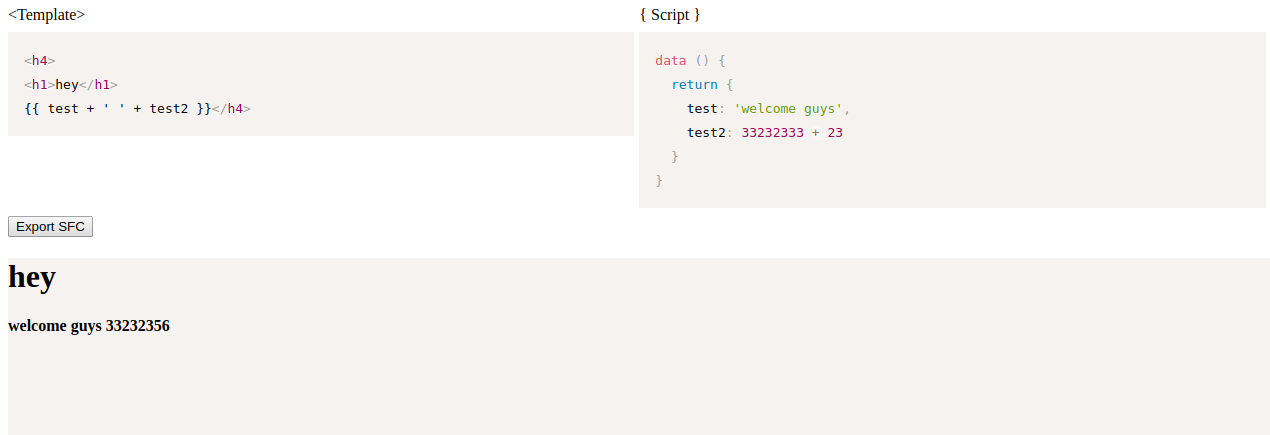 <Template>
<h4>
<h1>hey</h1>
{{ test + ' ' + test2 }}</h4>
{ Script }
data () {
  return {
    test: 'welcome guys',
    test2: 33232333 + 23
  }
}
Export SFC
hey
welcome guys 33232356